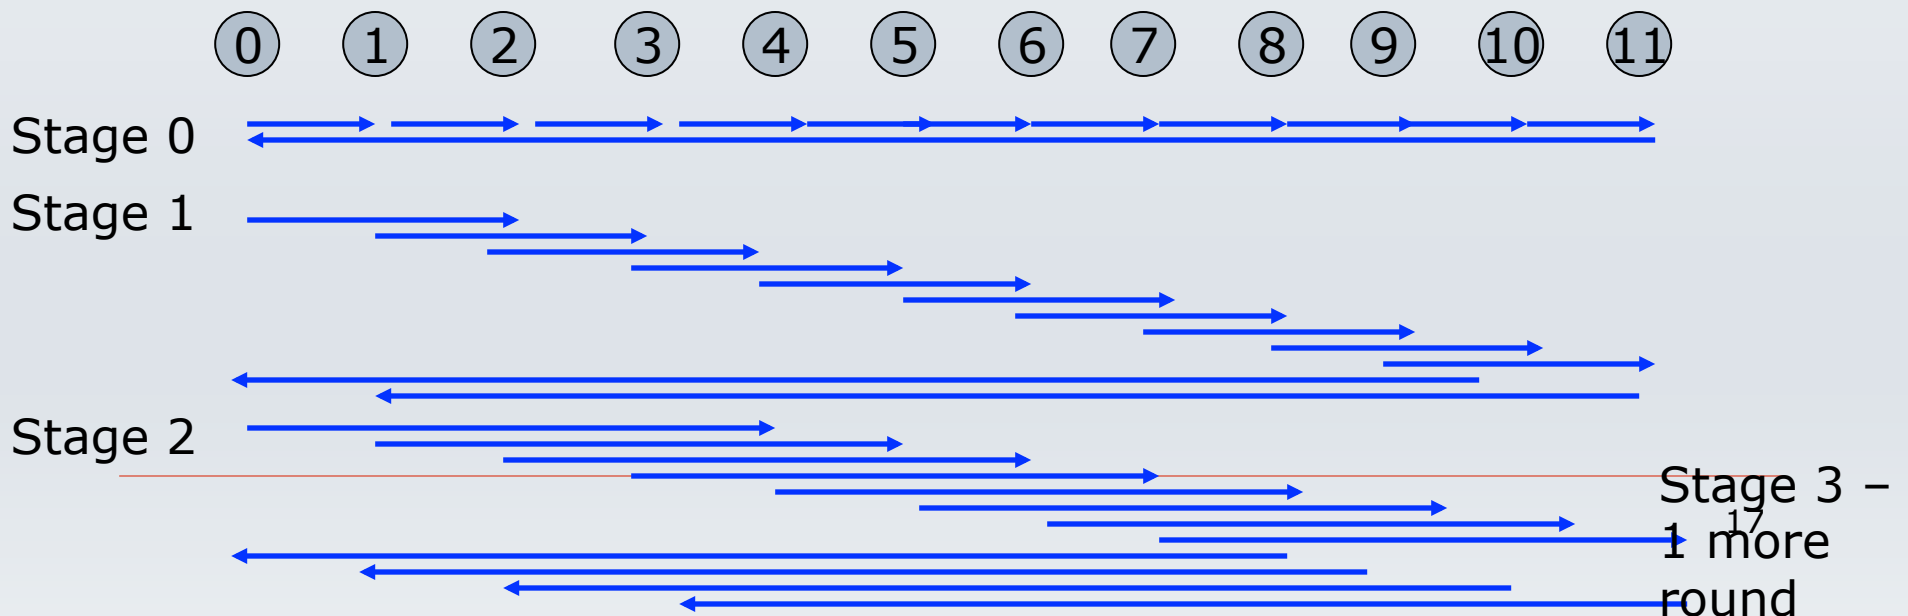 0 1 2 3 4 5 6 7 8 9 10 11
Stage 0
Stage 1
Stage 2
Stage 3 –
1 more
round
17